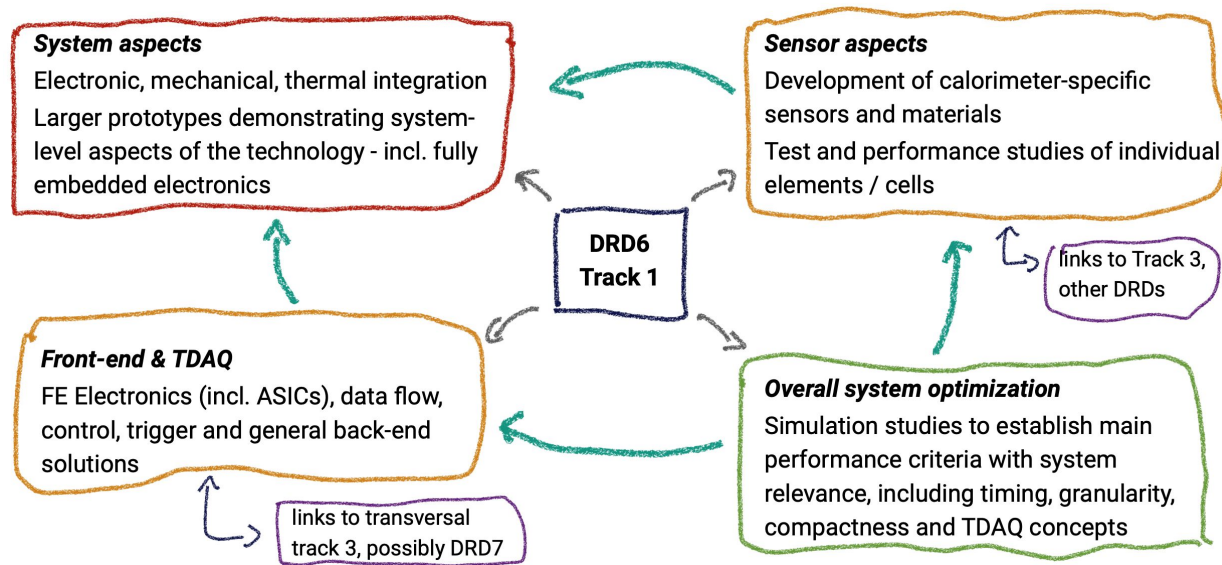 System aspects
Electronic, mechanical, thermal integration
Larger prototypes demonstrating system-
level aspects of the technology - incl. fully
embedded electronics
Sensor aspects
Development of calorimeter-specific
sensors and materials
Test and performance studies of individual
elements / cells
DRD6
Track 1
links to Track 3,
other DRDs
Front-end & TDAQ
FE Electronics (incl. ASICs), data flow,
control, trigger and general back-end
solutions
links to transversal
track 3, possibly DRD7
Overall system optimization
Simulation studies to establish main
performance criteria with system
relevance, including timing, granularity,
compactness and TDAQ concepts